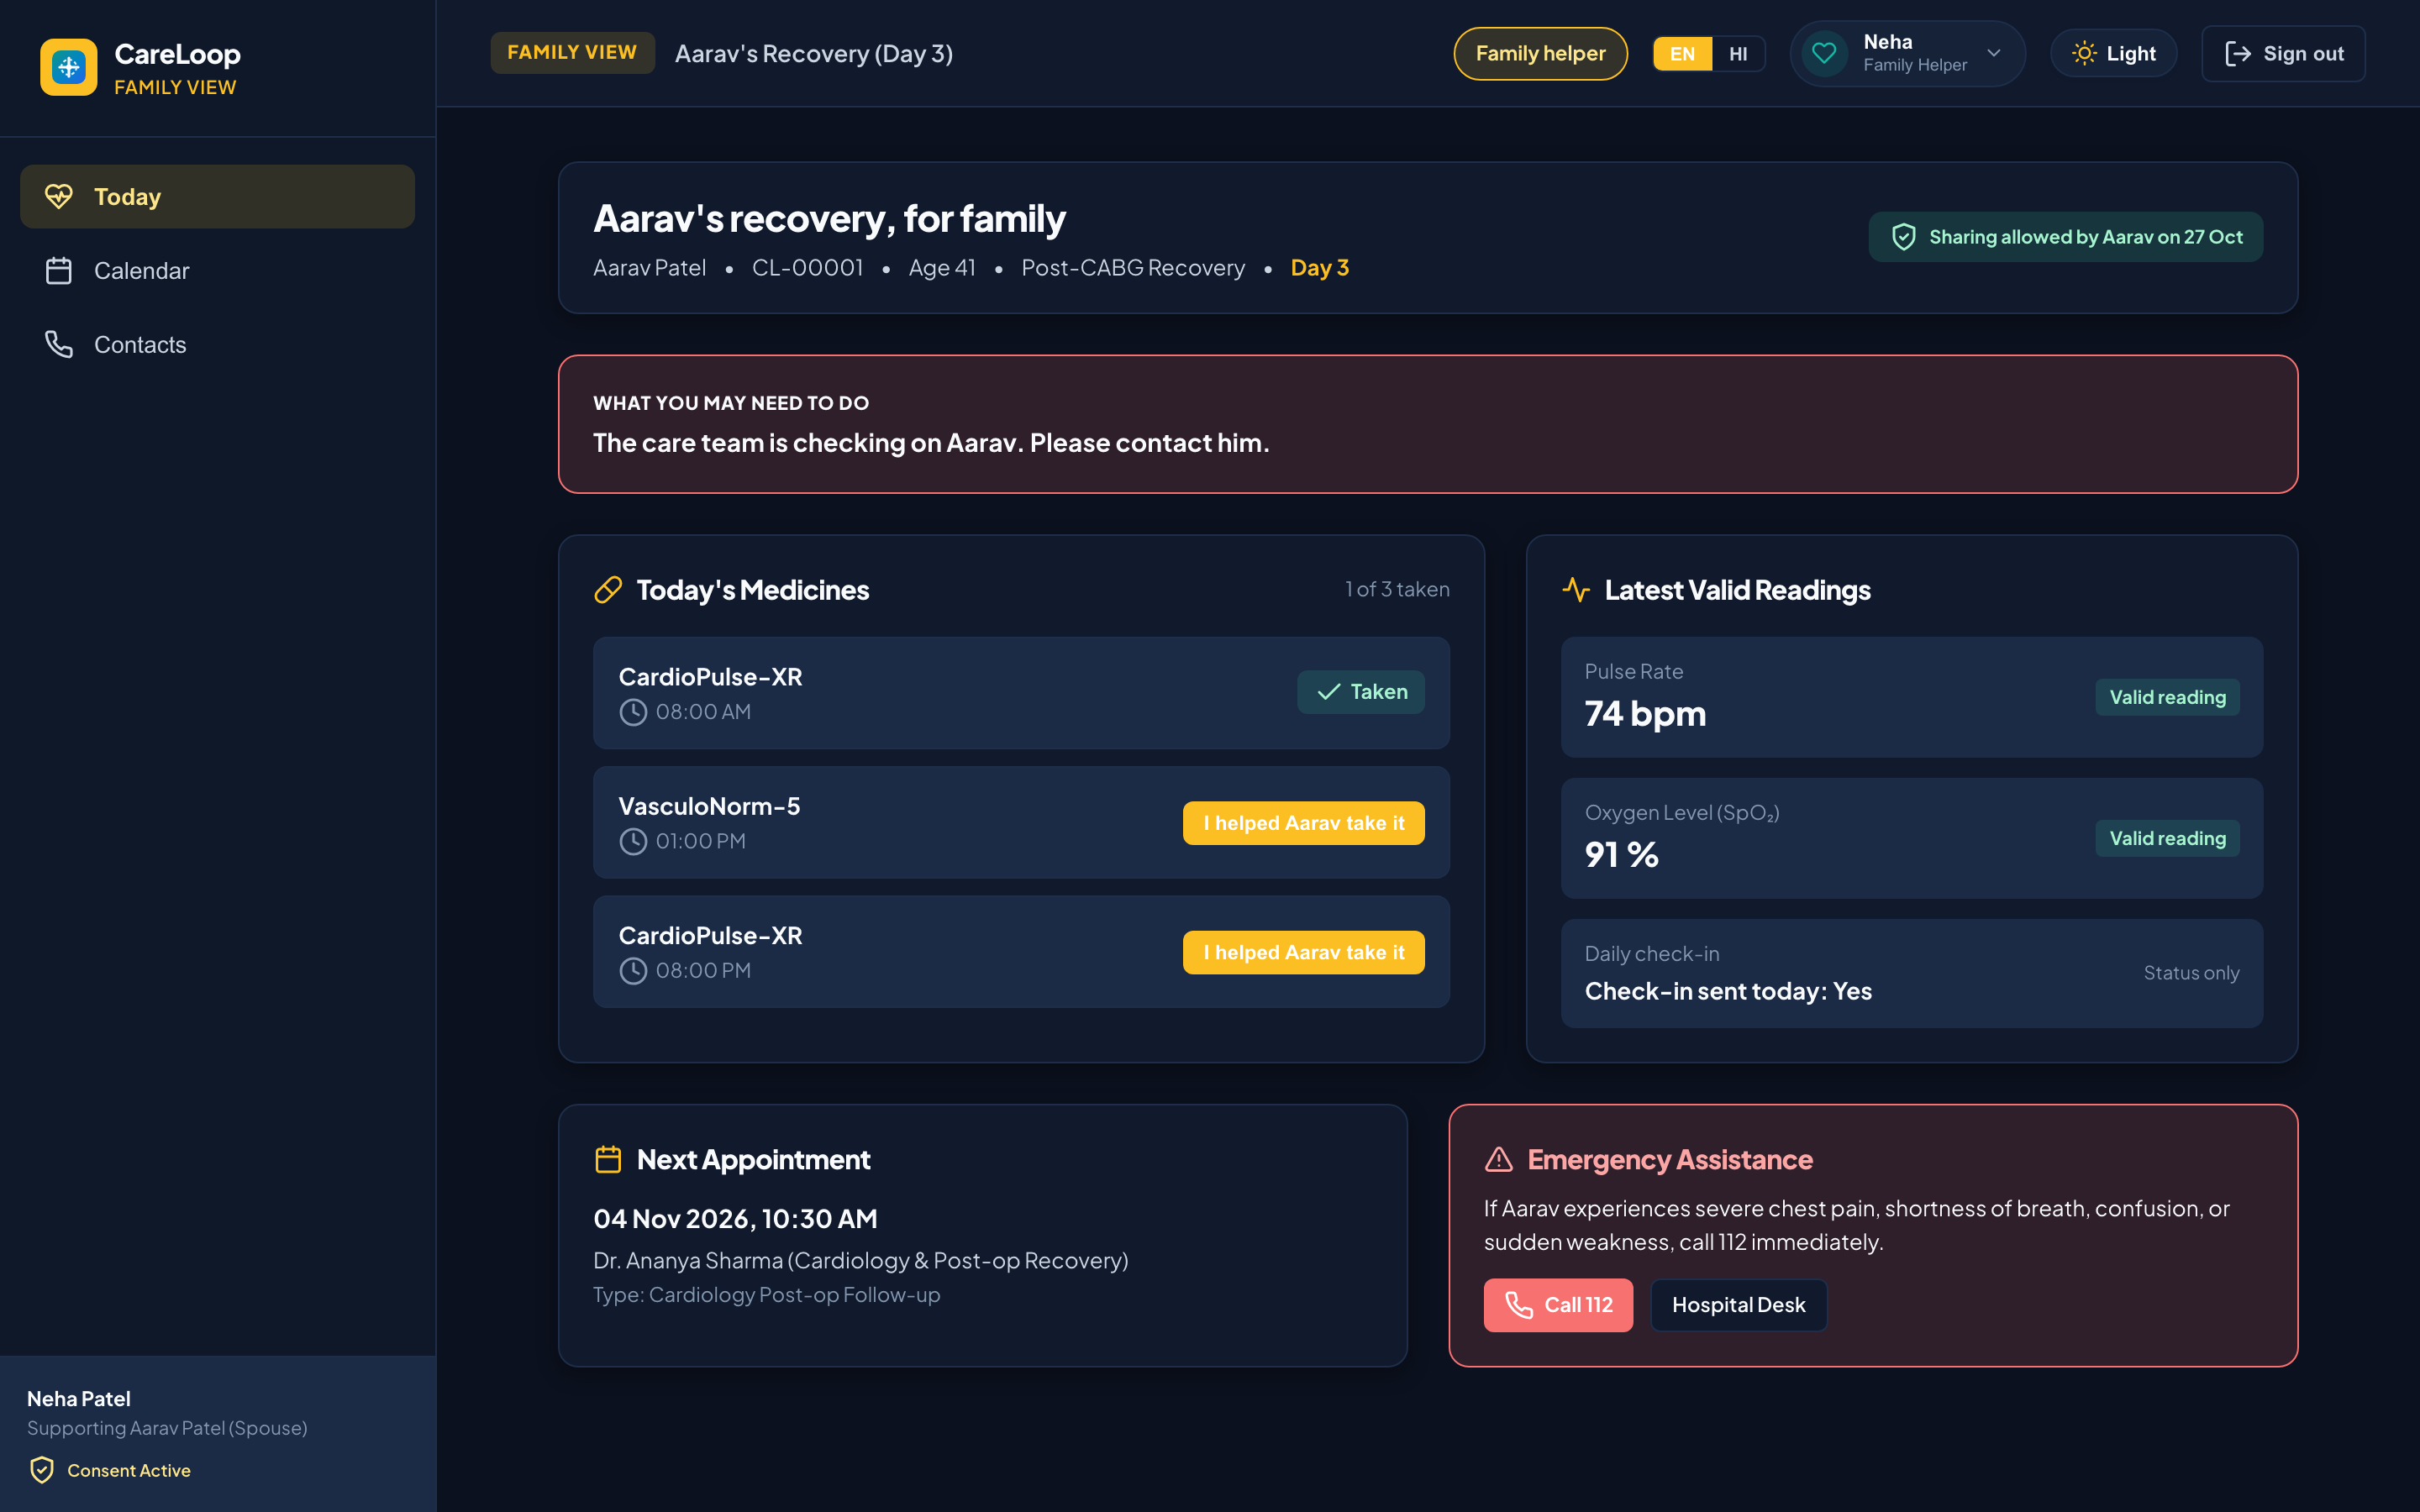 CareLoop
FAMILY VIEW
Today
Calendar
Contacts
Neha Patel
Supporting Aarav Patel (Spouse)
Consent Active
FAMILY VIEW
Aarav's Recovery (Day 3)
Family helper
EN
HI
Neha
Family Helper
Light
Sign out
Aarav's recovery, for family
Aarav Patel • CL-00001 • Age 41 • Post-CABG Recovery • Day 3
Sharing allowed by Aarav on 27 Oct
WHAT YOU MAY NEED TO DO
The care team is checking on Aarav. Please contact him.
Today's Medicines
1 of 3 taken
CardioPulse-XR
08:00 AM
Taken
VasculoNorm-5
01:00 PM
I helped Aarav take it
CardioPulse-XR
08:00 PM
I helped Aarav take it
Latest Valid Readings
Pulse Rate
74 bpm
Valid reading
Oxygen Level (SpO₂)
91 %
Valid reading
Daily check-in
Check-in sent today: Yes
Status only
Next Appointment
04 Nov 2026, 10:30 AM
Dr. Ananya Sharma (Cardiology & Post-op Recovery)
Type: Cardiology Post-op Follow-up
Emergency Assistance
If Aarav experiences severe chest pain, shortness of breath, confusion, or
sudden weakness, call 112 immediately.
Call 112
Hospital Desk